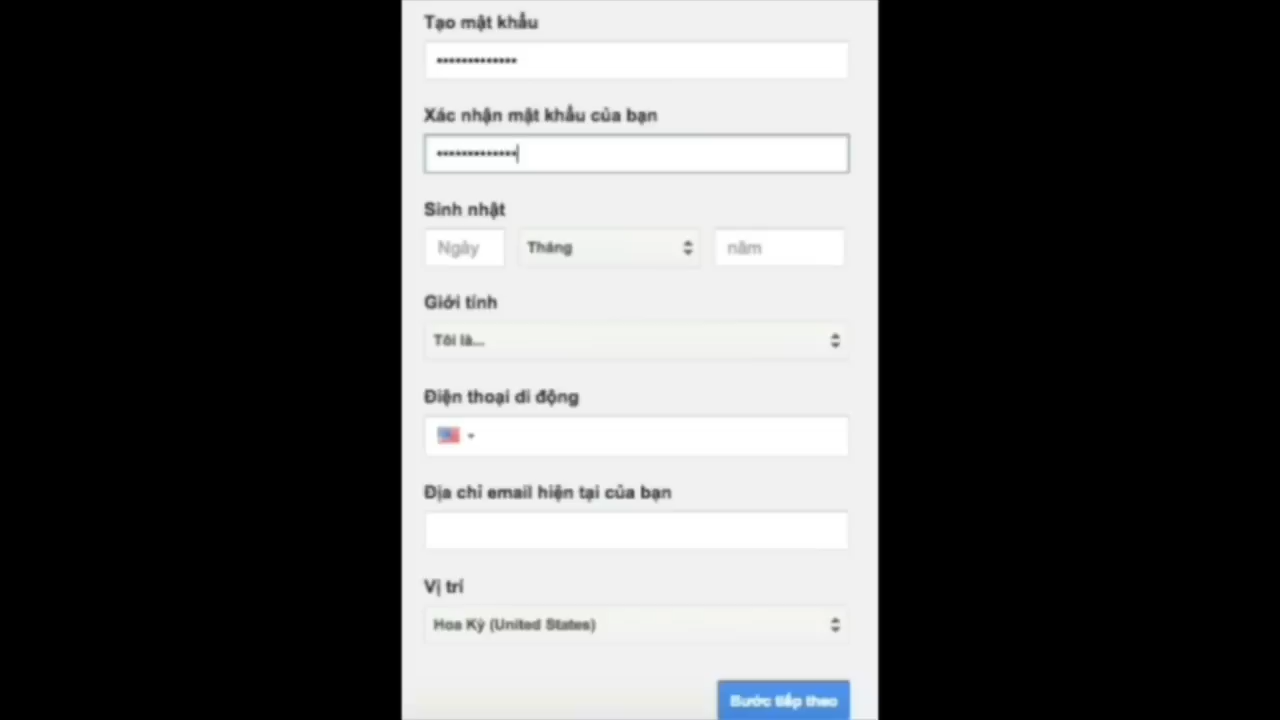 Tạo mật khẩu
•••••••••••••
Xác nhận mật khẩu của bạn
•••••••••••••
Sinh nhật
Ngày Tháng năm
Giới tính
Tôi là...
Điện thoại di động
Địa chỉ email hiện tại của bạn
Vị trí
Hoa Kỳ (United States)
Bước tiếp theo